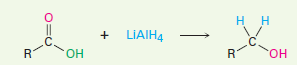 O H H
C + LiAlH₄ ⟶ C
R OH R OH